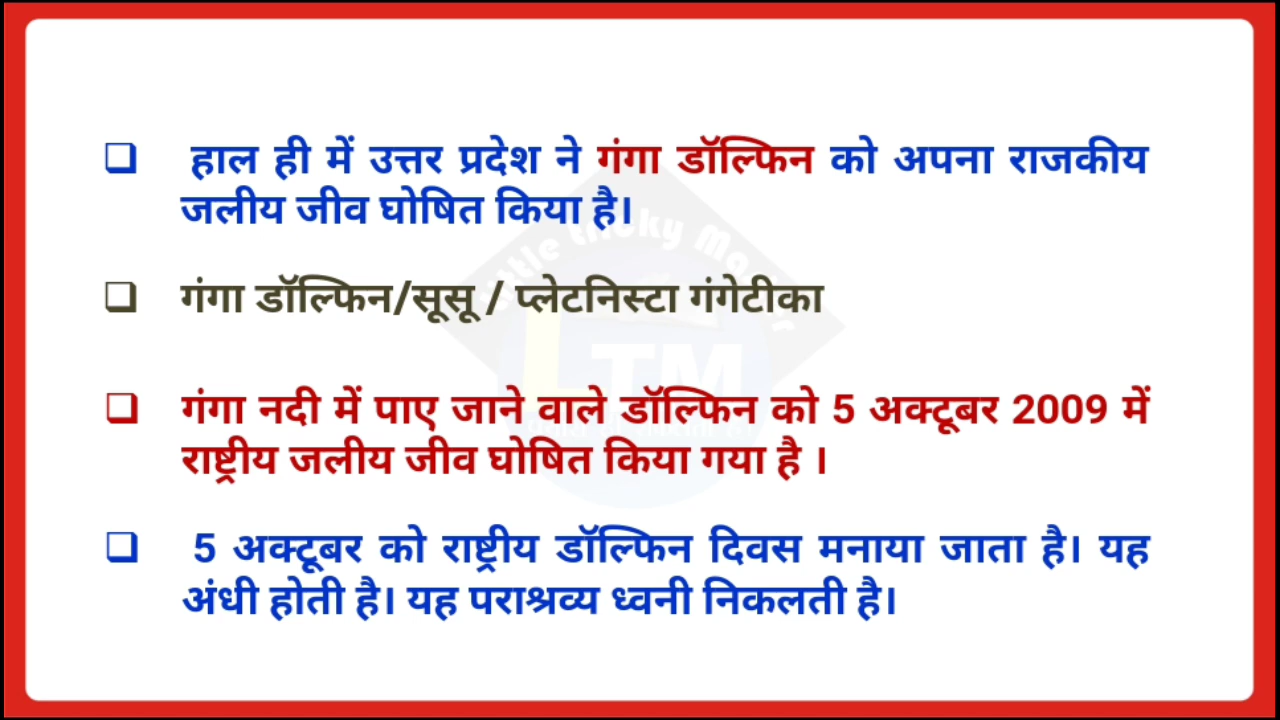 ❑ हाल ही में उत्तर प्रदेश ने गंगा डॉल्फिन को अपना राजकीय
जलीय जीव घोषित किया है।
❑ गंगा डॉल्फिन/सूसू / प्लेटनिस्टा गंगेटीका
❑ गंगा नदी में पाए जाने वाले डॉल्फिन को 5 अक्टूबर 2009 में
राष्ट्रीय जलीय जीव घोषित किया गया है ।
❑ 5 अक्टूबर को राष्ट्रीय डॉल्फिन दिवस मनाया जाता है। यह
अंधी होती है। यह पराश्रव्य ध्वनी निकलती है।
LTM